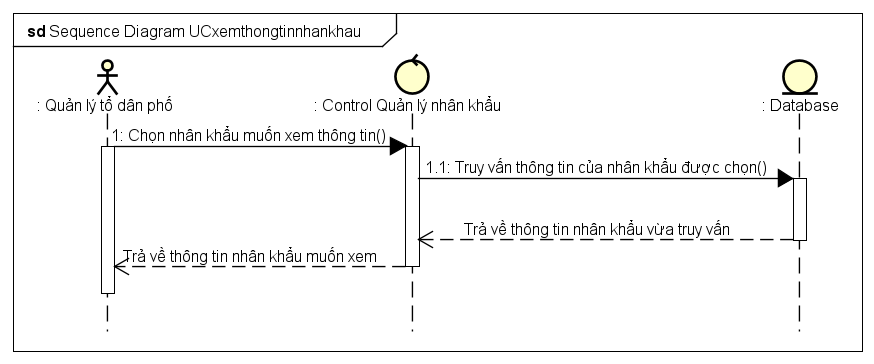 sd Sequence Diagram UCxemthongtinnhankhau
: Quản lý tổ dân phố
: Control Quản lý nhân khẩu
: Database
1: Chọn nhân khẩu muốn xem thông tin()
1.1: Truy vấn thông tin của nhân khẩu được chọn()
Trả về thông tin nhân khẩu vừa truy vấn
Trả về thông tin nhân khẩu muốn xem